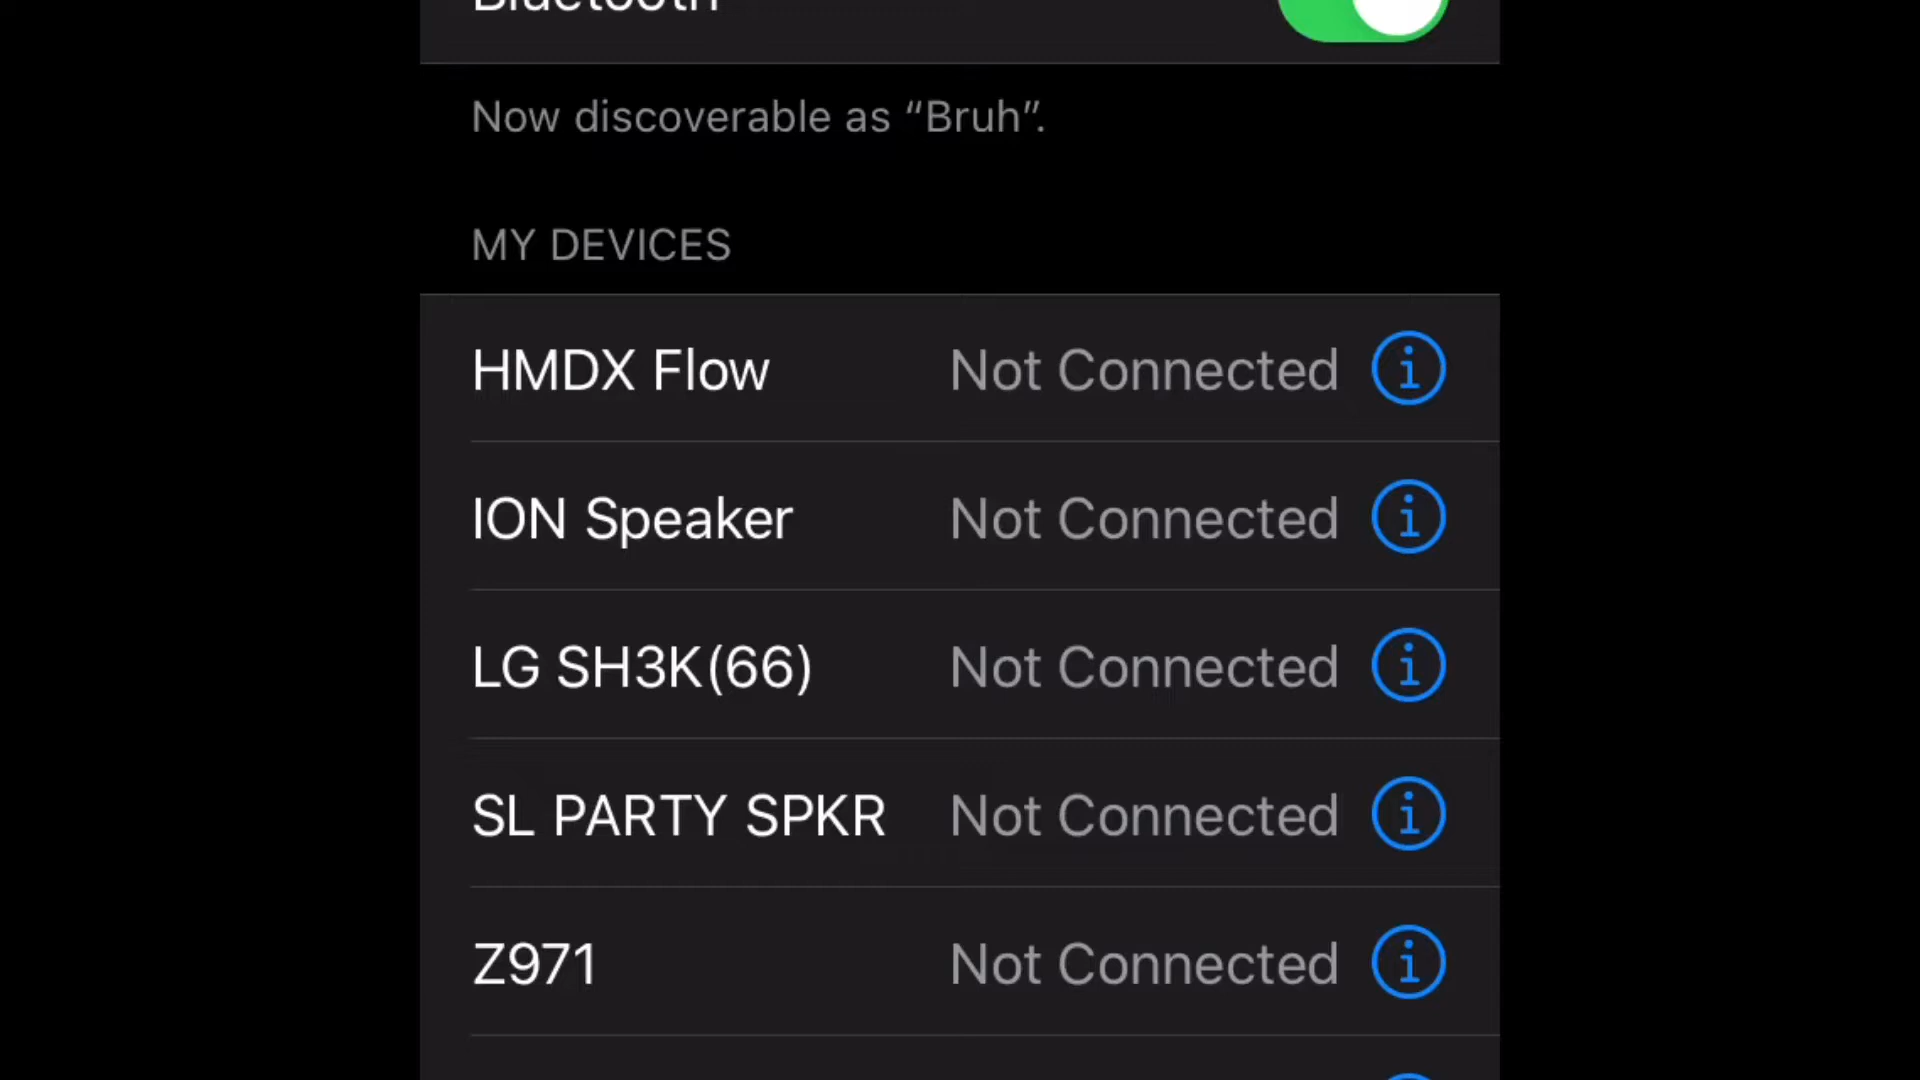 Bluetooth
Now discoverable as “Bruh”.
MY DEVICES
HMDX Flow Not Connected
ION Speaker Not Connected
LG SH3K(66) Not Connected
SL PARTY SPKR Not Connected
Z971 Not Connected